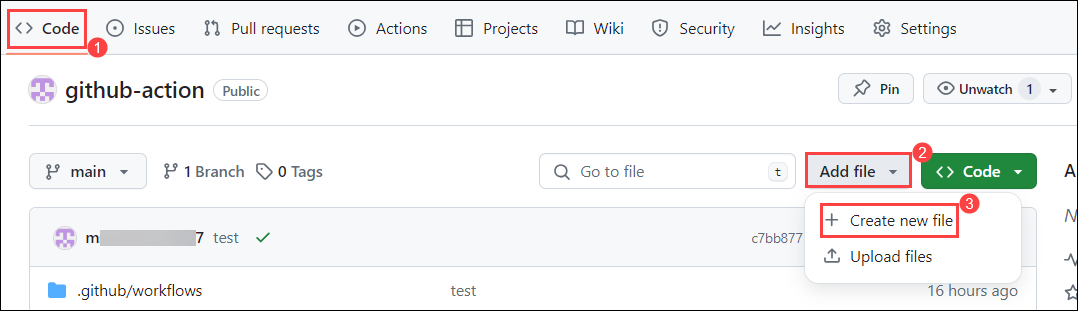 <> Code Issues Pull requests Actions Projects Wiki Security Insights Settings
1
github-action Public Pin Unwatch 1
2
main 1 Branch 0 Tags Go to file t Add file <> Code A
3
+ Create new file
m 7 test c7bb877
Upload files
.github/workflows test 16 hours ago